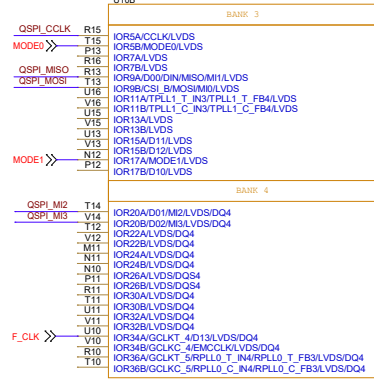 BANK 3
QSPI_CCLK R15 IOR5A/CCLK/LVDS
MODE0 T15 IOR5B/MODE0/LVDS
P13 IOR7A/LVDS
R16 IOR7B/LVDS
QSPI_MISO R13 IOR9A/D00/DIN/MISO/MI1/LVDS
QSPI_MOSI T13 IOR9B/CSI_B/MOSI/MI0/LVDS
U16 IOR11A/TPLL1_T_IN3/TPLL1_T_FB4/LVDS
V16 IOR11B/TPLL1_C_IN3/TPLL1_C_FB4/LVDS
U15 IOR13A/LVDS
V15 IOR13B/LVDS
U13 IOR15A/D11/LVDS
V13 IOR15B/D12/LVDS
MODE1 N12 IOR17A/MODE1/LVDS
P12 IOR17B/D10/LVDS
BANK 4
QSPI_MI2 T14 IOR20A/D01/MI2/LVDS/DQ4
QSPI_MI3 V14 IOR20B/D02/MI3/LVDS/DQ4
T12 IOR22A/LVDS/DQ4
V12 IOR22B/LVDS/DQ4
M11 IOR24A/LVDS/DQ4
N11 IOR24B/LVDS/DQ4
N10 IOR26A/LVDS/DQS4
P11 IOR26B/LVDS/DQS4
R11 IOR30A/LVDS/DQ4
T11 IOR30B/LVDS/DQ4
U11 IOR32A/LVDS/DQ4
V11 IOR32B/LVDS/DQ4
F_CLK U10 IOR34A/GCLKT_4/D13/LVDS/DQ4
V10 IOR34B/GCLKC_4/EMCCLK/LVDS/DQ4
R10 IOR36A/GCLKT_5/RPLL0_T_IN4/RPLL0_T_FB3/LVDS/DQ4
T10 IOR36B/GCLKC_5/RPLL0_C_IN4/RPLL0_C_FB3/LVDS/DQ4